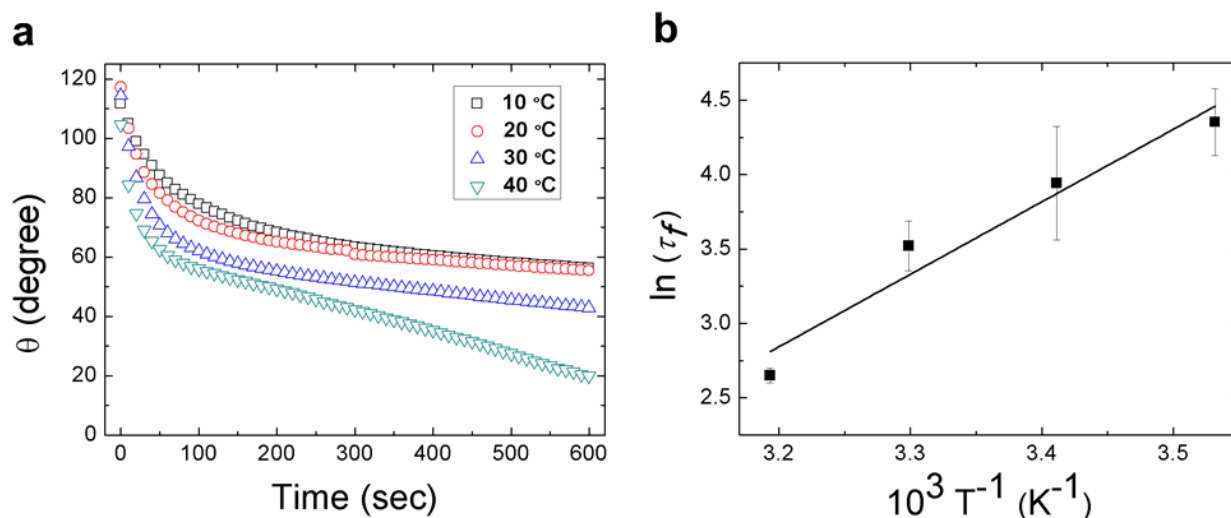 a
θ (degree)
120
100
80
60
40
20
0
10 °C
20 °C
30 °C
40 °C
0 100 200 300 400 500 600
Time (sec)
b
ln (τf)
4.5
4.0
3.5
3.0
2.5
3.2 3.3 3.4 3.5
10³ T⁻¹ (K⁻¹)